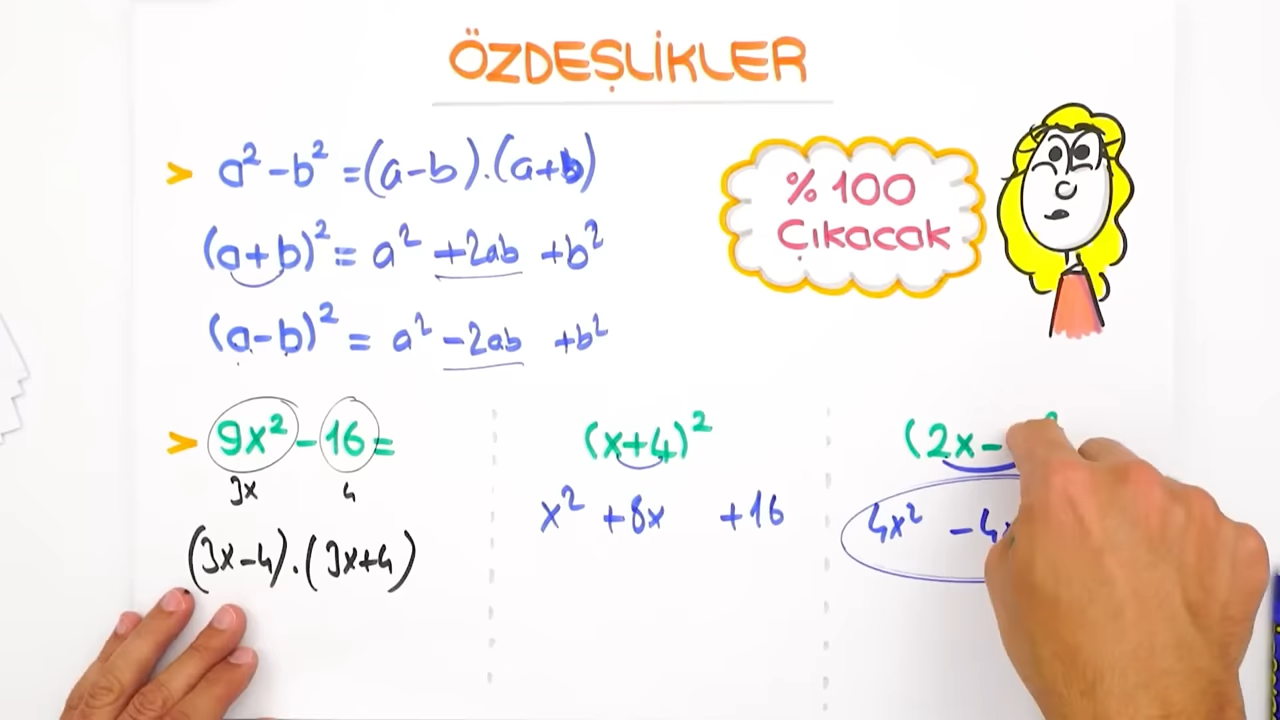 ÖZDEŞLİKLER
> a² - b² = (a-b).(a+b)
(a+b)² = a² +2ab +b²
(a-b)² = a² -2ab +b²
% 100
Çıkacak
> 9x² - 16 =
3x 4
(3x-4).(3x+4)
(x+4)²
x² +8x +16
(2x-
4x² -4x